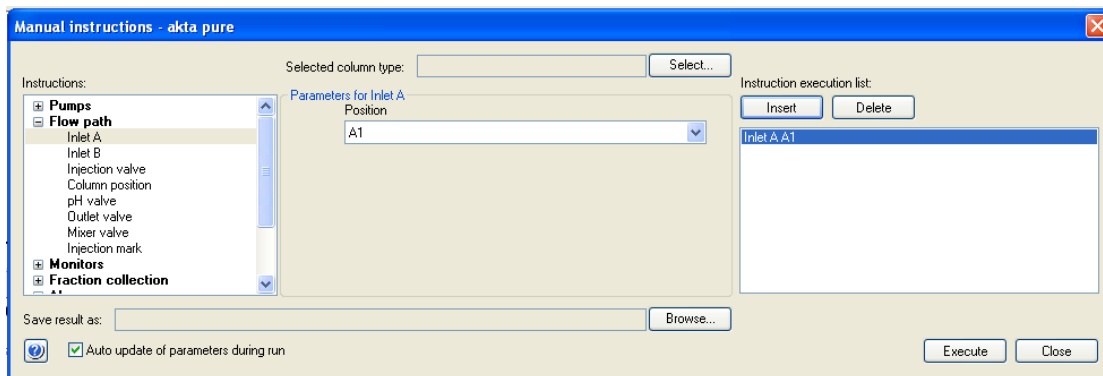 Manual instructions - akta pure
Selected column type:
Select...
Instructions:
Pumps
Flow path
Inlet A
Inlet B
Injection valve
Column position
pH valve
Outlet valve
Mixer valve
Injection mark
Monitors
Fraction collection
Parameters for Inlet A
Position
A1
Instruction execution list:
Insert
Delete
Inlet A A1
Save result as:
Browse...
Auto update of parameters during run
Execute
Close